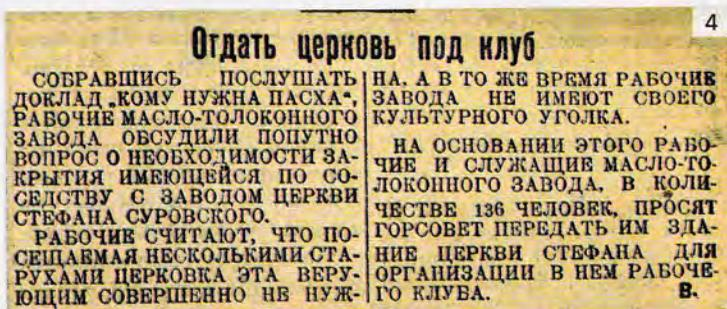 4
Отдать церковь под клуб
СОБРАВШИСЬ ПОСЛУШАТЬ
ДОКЛАД „КОМУ НУЖНА ПАСХА“,
РАБОЧИЕ МАСЛО-ТОЛОКОННОГО
ЗАВОДА ОБСУДИЛИ ПОПУТНО
ВОПРОС О НЕОБХОДИМОСТИ ЗА-
КРЫТИЯ ИМЕЮЩЕЙСЯ ПО СО-
СЕДСТВУ С ЗАВОДОМ ЦЕРКВИ
СТЕФАНА СУРОВСКОГО.
РАБОЧИЕ СЧИТАЮТ, ЧТО ПО-
СЕЩАЕМАЯ НЕСКОЛЬКИМИ СТА-
РУХАМИ ЦЕРКОВКА ЭТА ВЕРУ-
ЮЩИМ СОВЕРШЕННО НЕ НУЖ-
НА. А В ТО ЖЕ ВРЕМЯ РАБОЧИЕ
ЗАВОДА НЕ ИМЕЮТ СВОЕГО
КУЛЬТУРНОГО УГОЛКА.
НА ОСНОВАНИИ ЭТОГО РАБО-
ЧИЕ И СЛУЖАЩИЕ МАСЛО-ТО-
ЛОКОННОГО ЗАВОДА, В КОЛИ-
ЧЕСТВЕ 136 ЧЕЛОВЕК, ПРОСЯТ
ГОРСОВЕТ ПЕРЕДАТЬ ИМ ЗДА-
НИЕ ЦЕРКВИ СТЕФАНА ДЛЯ
ОРГАНИЗАЦИИ В НЕМ РАБОЧЕ-
ГО КЛУБА. В.